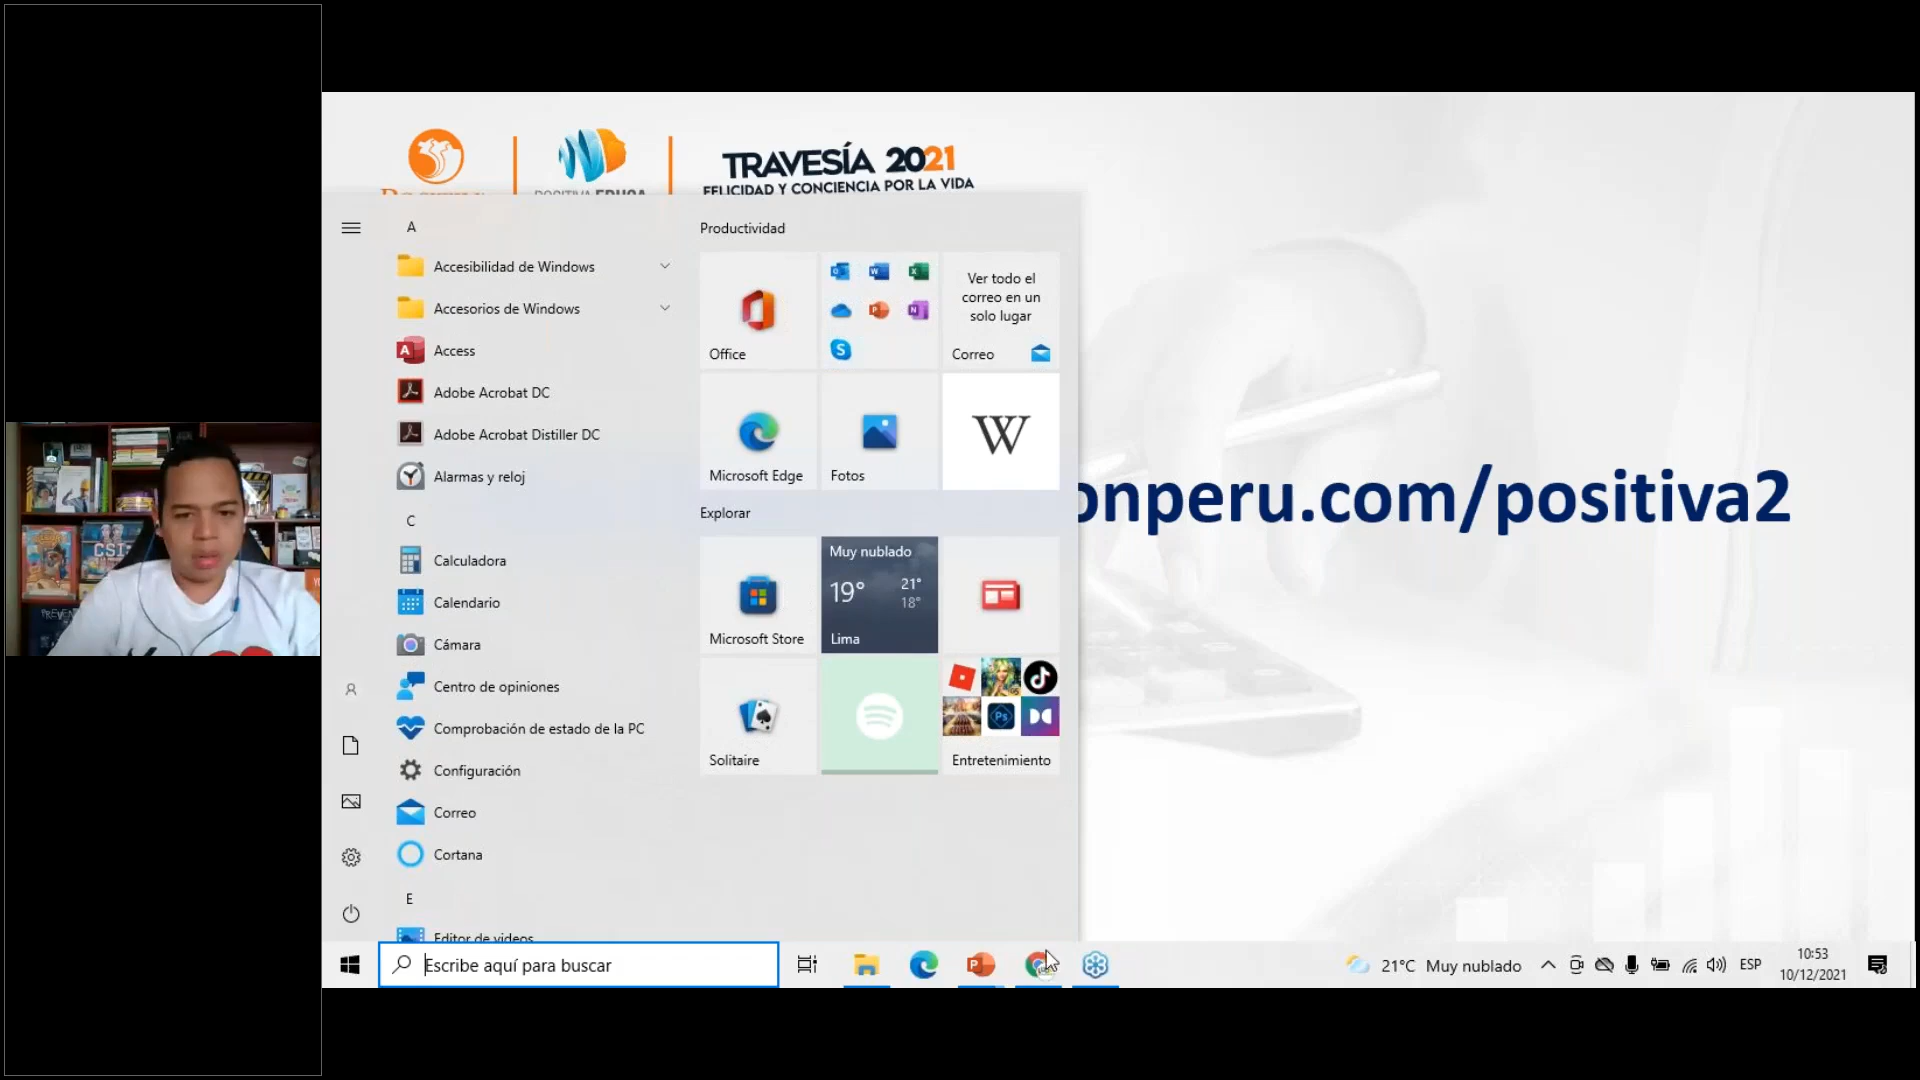 TRAVESÍA 2021
FELICIDAD Y CONCIENCIA POR LA VIDA
A
Accesibilidad de Windows
Accesorios de Windows
Access
Adobe Acrobat DC
Adobe Acrobat Distiller DC
Alarmas y reloj
C
Calculadora
Calendario
Cámara
Centro de opiniones
Comprobación de estado de la PC
Configuración
Correo
Cortana
E
Editor de videos
Productividad
Office
Ver todo el
correo en un
solo lugar
Correo
Microsoft Edge
Fotos
W
Explorar
Microsoft Store
Muy nublado
19°
21°
18°
Lima
Solitaire
Entretenimiento
onperu.com/positiva2
CSI
Escribe aquí para buscar
21°C Muy nublado
ESP
10:53
10/12/2021